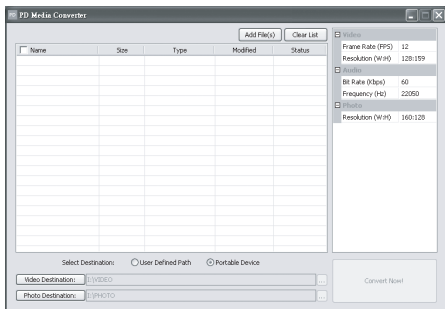 PD Media Converter
Add File(s) Clear List
Name Size Type Modified Status
Video
Frame Rate (FPS) 12
Resolution (W:H) 128:159
Audio
Bit Rate (Kbps) 60
Frequency (Hz) 22050
Photo
Resolution (W:H) 160:128
Select Destination: User Defined Path Portable Device
Video Destination: I:\VIDEO ...
Photo Destination: I:\PHOTO ...
Convert Now!